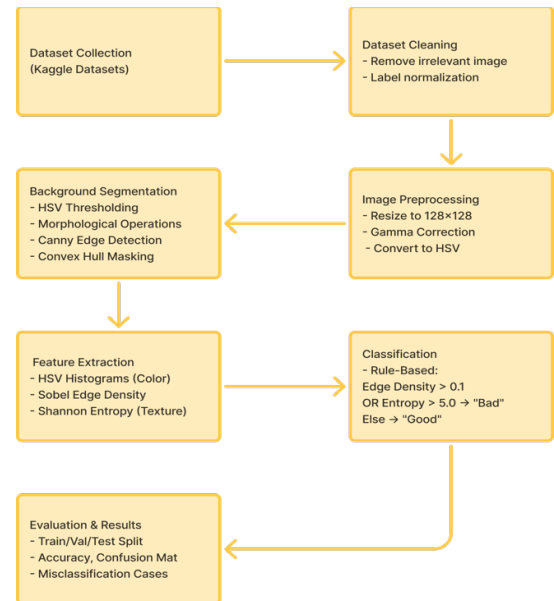 Dataset Collection
(Kaggle Datasets)
Dataset Cleaning
- Remove irrelevant image
- Label normalization
Image Preprocessing
- Resize to 128×128
- Gamma Correction
- Convert to HSV
Background Segmentation
- HSV Thresholding
- Morphological Operations
- Canny Edge Detection
- Convex Hull Masking
Feature Extraction
- HSV Histograms (Color)
- Sobel Edge Density
- Shannon Entropy (Texture)
Classification
- Rule-Based:
Edge Density > 0.1
OR Entropy > 5.0 → "Bad"
Else → "Good"
Evaluation & Results
- Train/Val/Test Split
- Accuracy, Confusion Mat
- Misclassification Cases